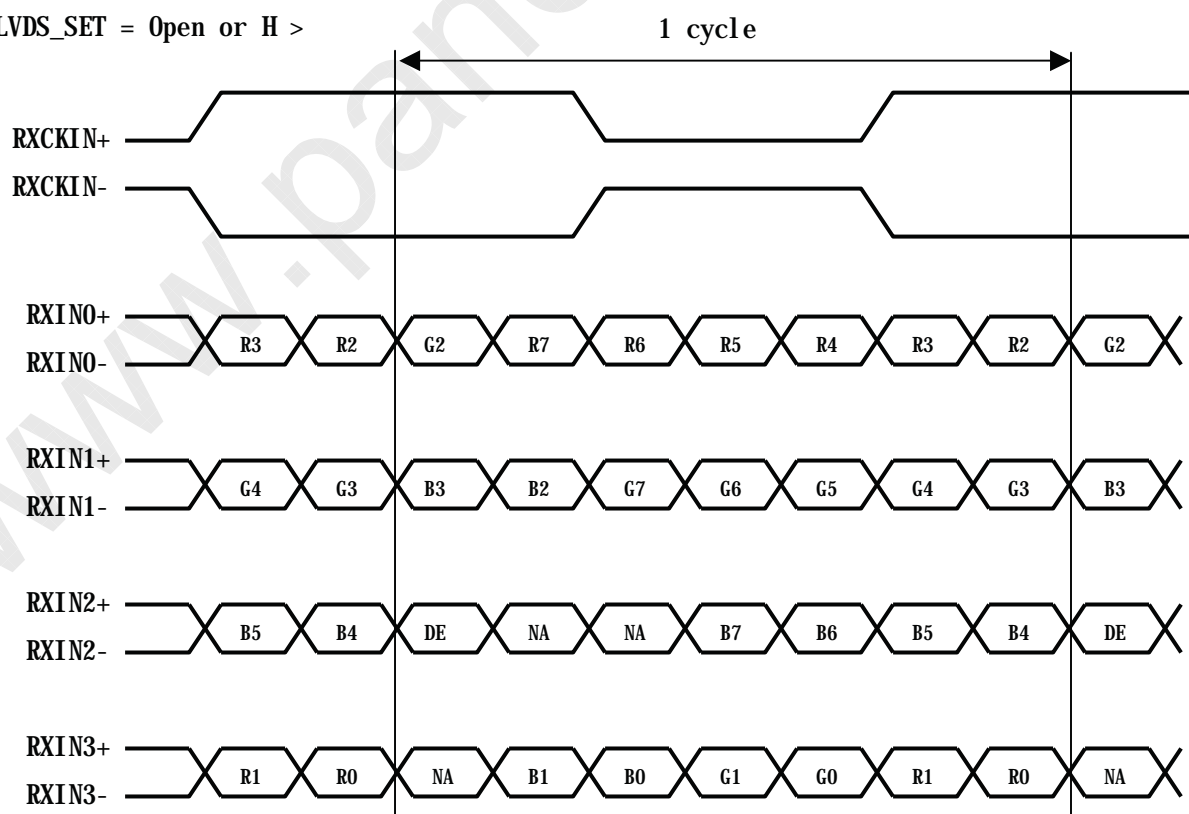 LVDS_SET = Open or H >
1 cycle
RXCKIN+
RXCKIN-
RXIN0+
RXIN0-
R3 R2 G2 R7 R6 R5 R4 R3 R2 G2
RXIN1+
RXIN1-
G4 G3 B3 B2 G7 G6 G5 G4 G3 B3
RXIN2+
RXIN2-
B5 B4 DE NA NA B7 B6 B5 B4 DE
RXIN3+
RXIN3-
R1 R0 NA B1 B0 G1 G0 R1 R0 NA